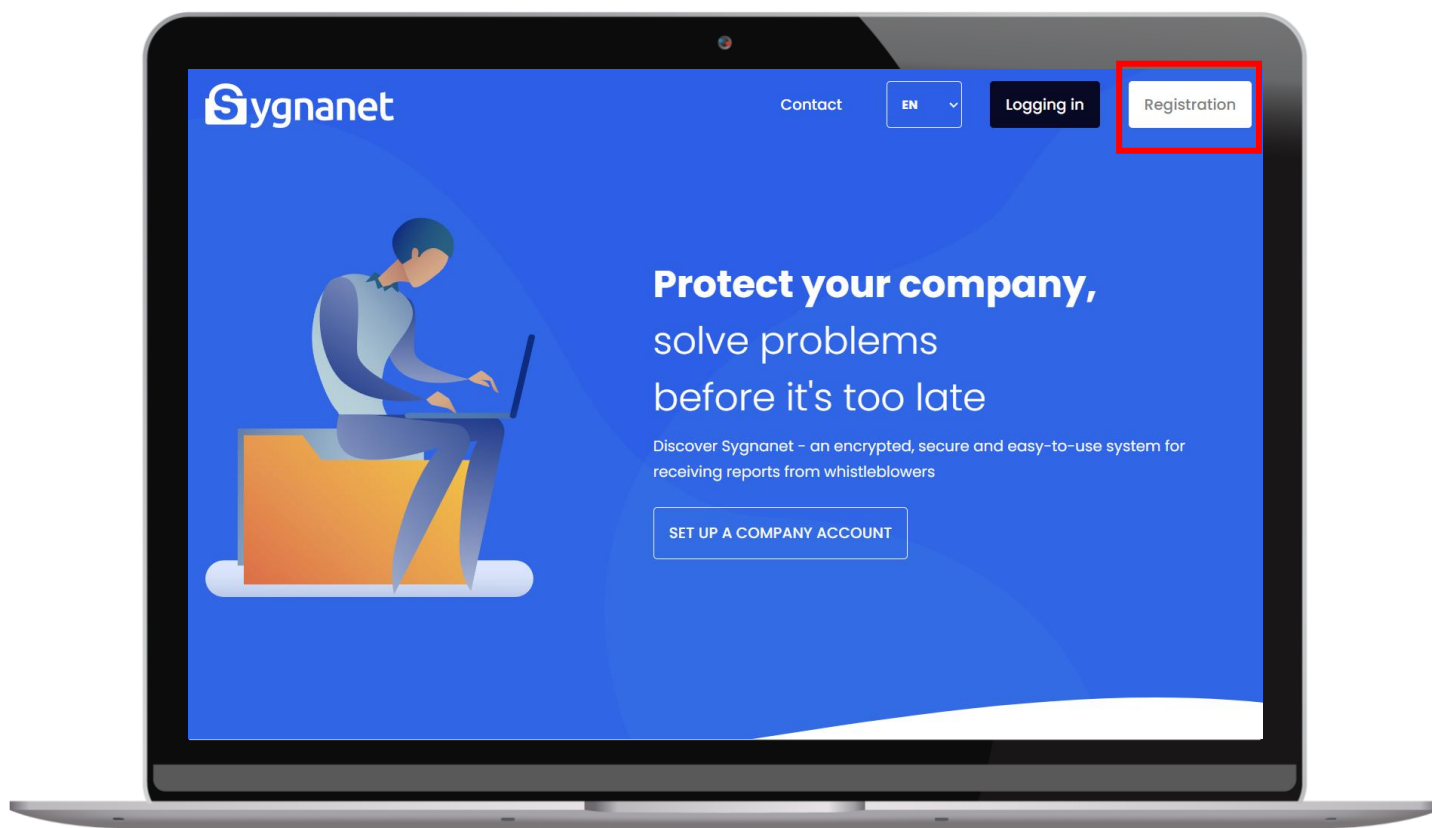 Sygnanet
Contact
EN
Logging in
Registration
Protect your company,
solve problems
before it's too late
Discover Sygnanet - an encrypted, secure and easy-to-use system for
receiving reports from whistleblowers
SET UP A COMPANY ACCOUNT